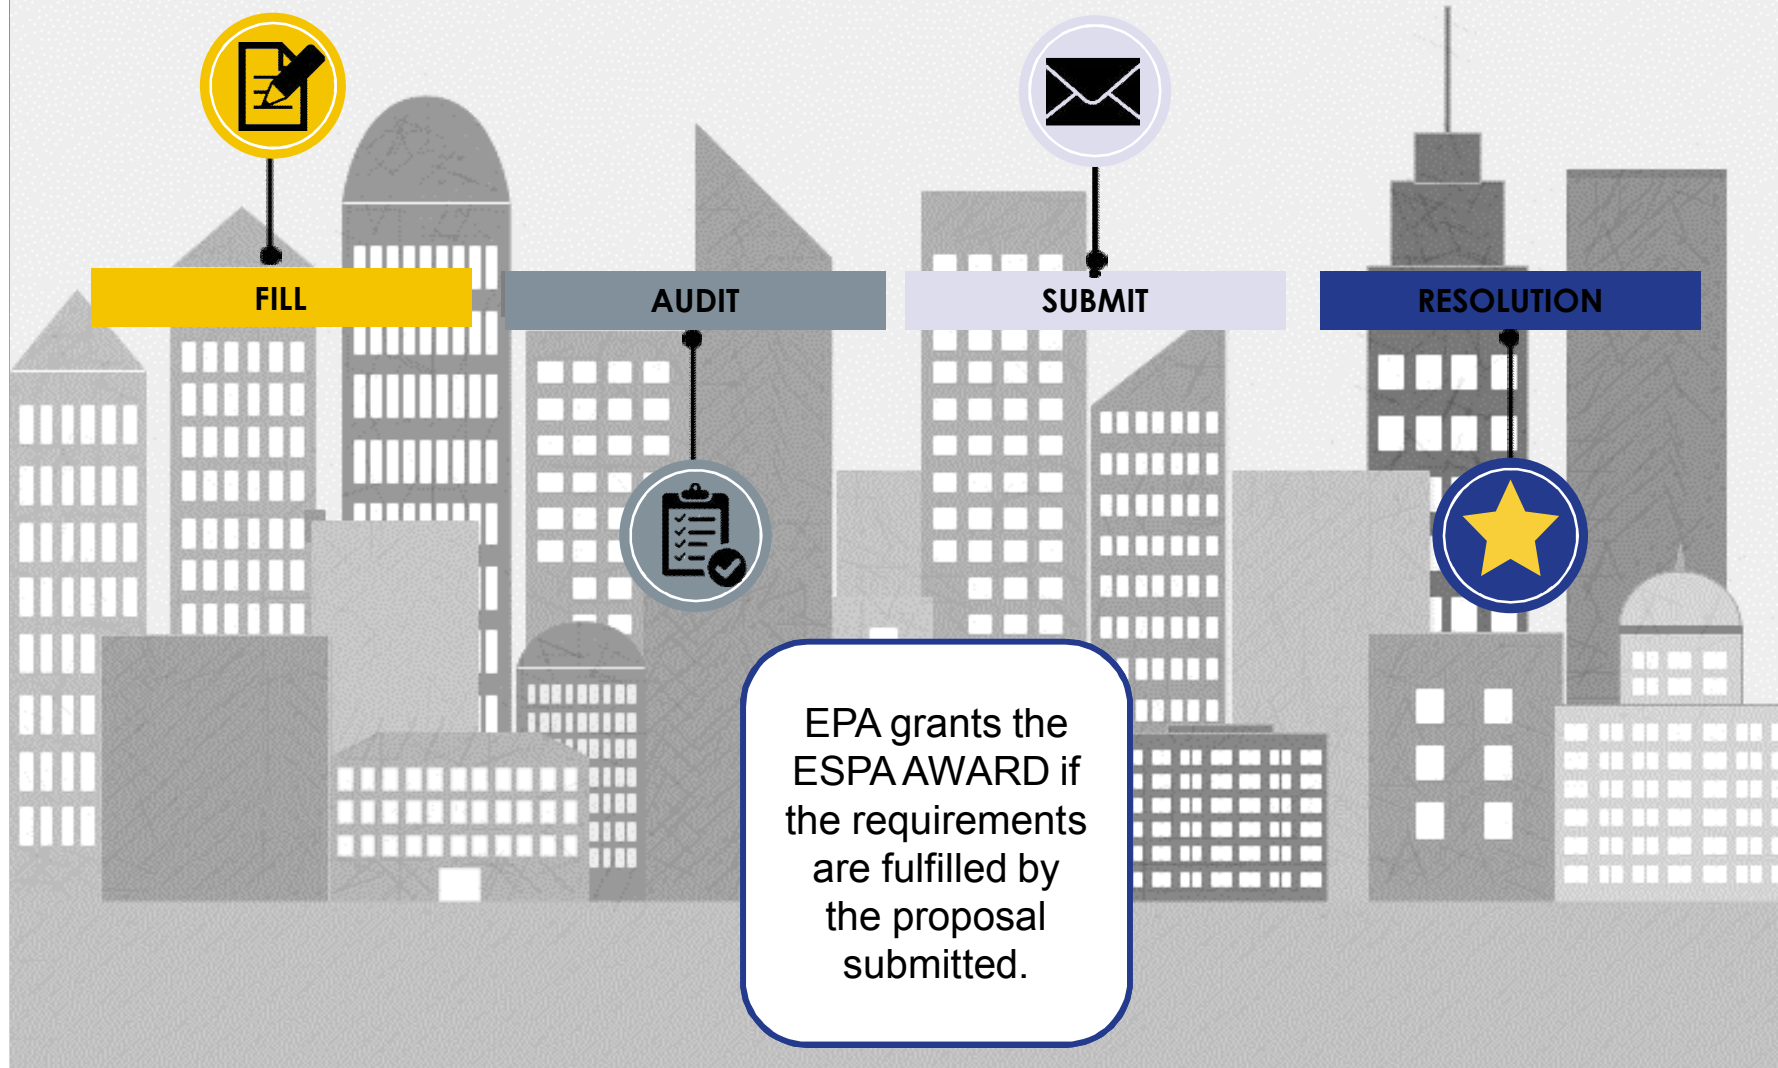 FILL
AUDIT
SUBMIT
RESOLUTION
EPA grants the
ESPA AWARD if
the requirements
are fulfilled by
the proposal
submitted.